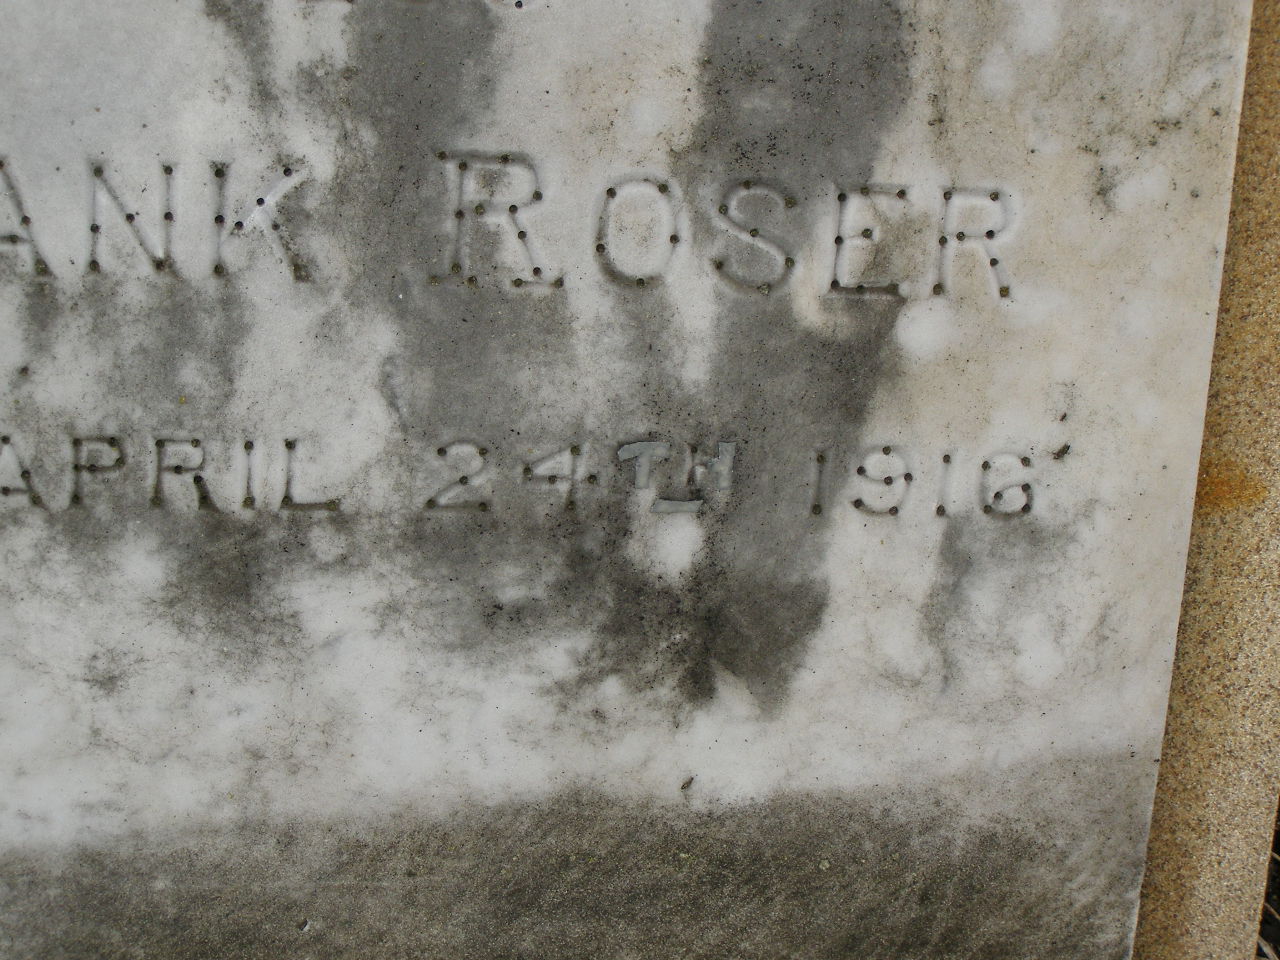 ANK ROSER
APRIL 24TH 1916